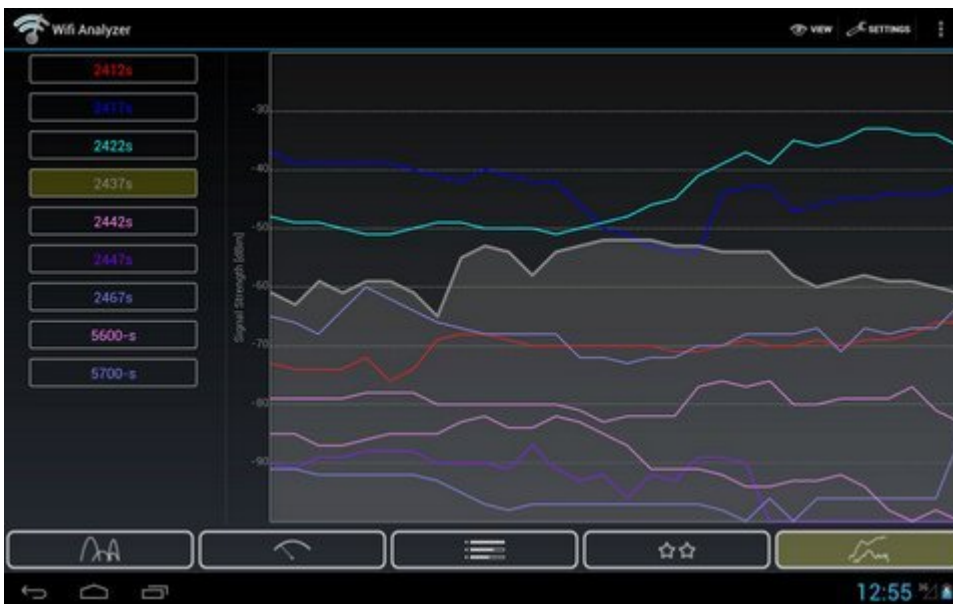 Wifi Analyzer
VIEW
SETTINGS
2412s
2417s
2422s
2437s
2442s
2447s
2467s
5600-s
5700-s
Signal Strength [dBm]
-30
-40
-50
-60
-70
-80
-90
12:55